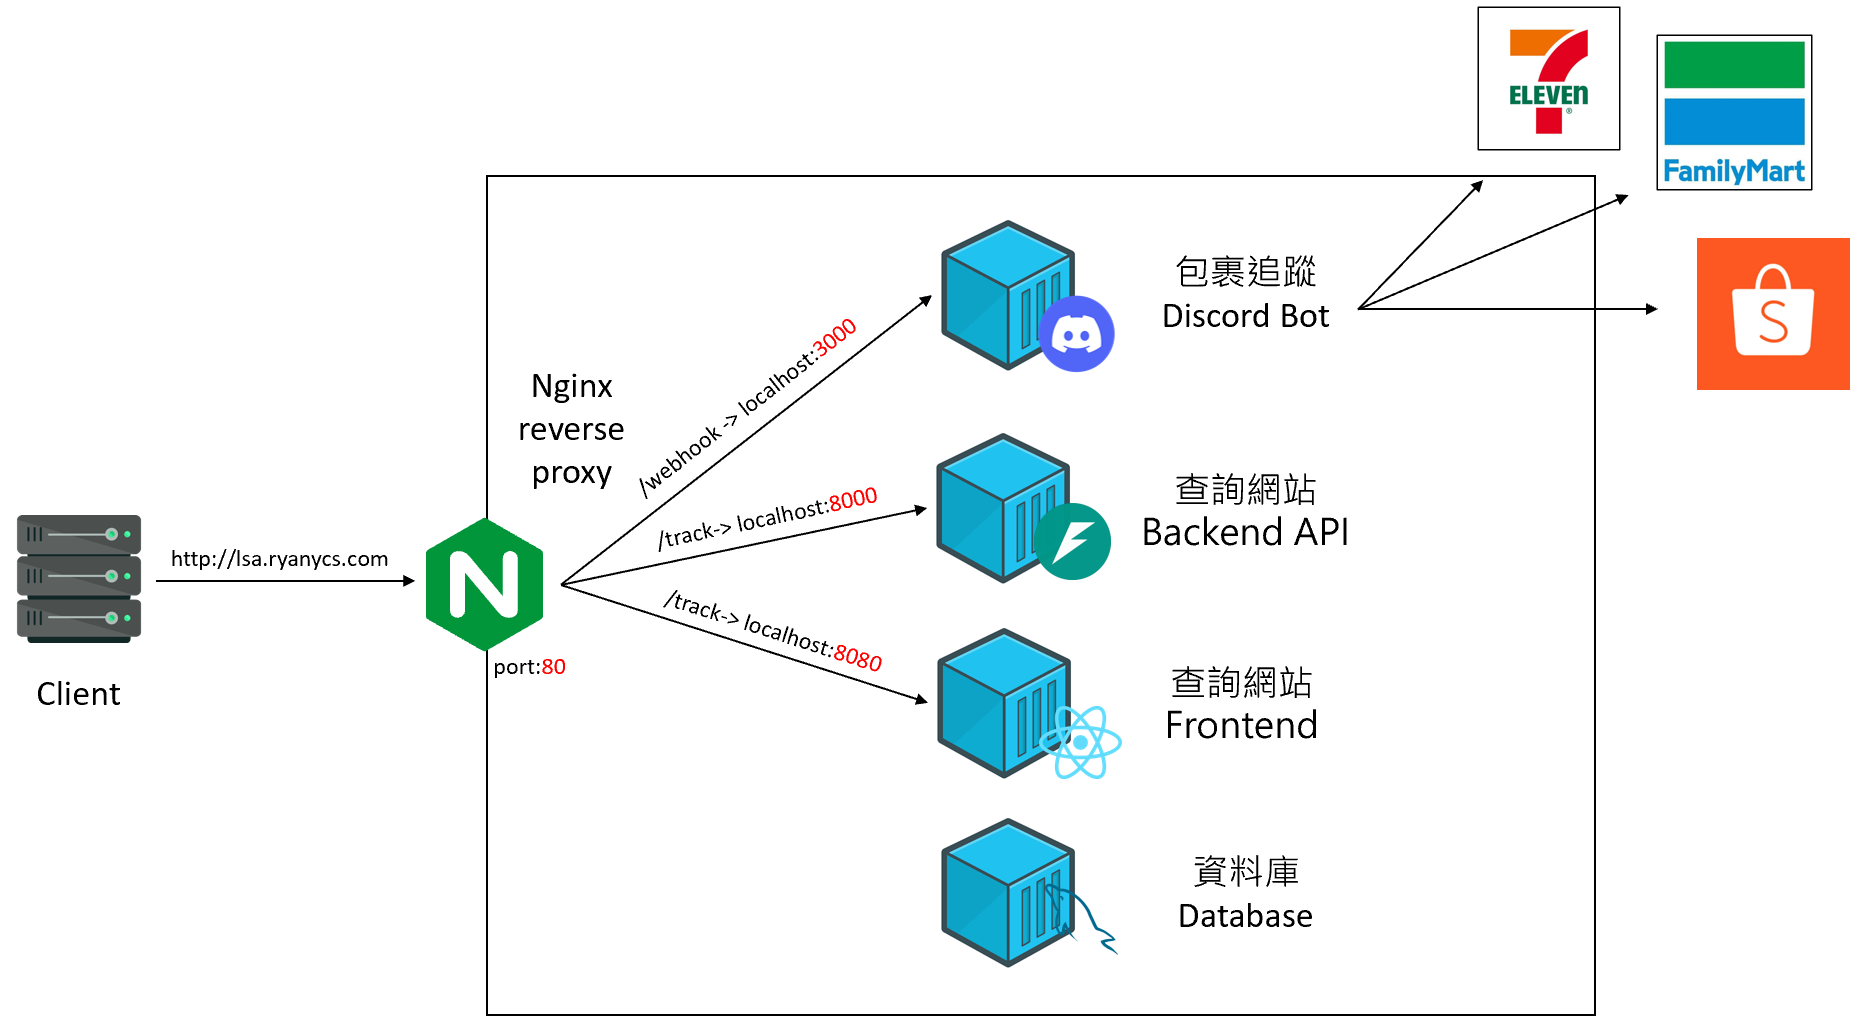 7
ELEVEn
®
FamilyMart
S
包裹追蹤
Discord Bot
/webhook -> localhost:3000
Nginx
reverse
proxy
查詢網站
Backend API
/track-> localhost:8000
http://lsa.ryanycs.com
N
/track-> localhost:8080
port:80
Client
查詢網站
Frontend
資料庫
Database